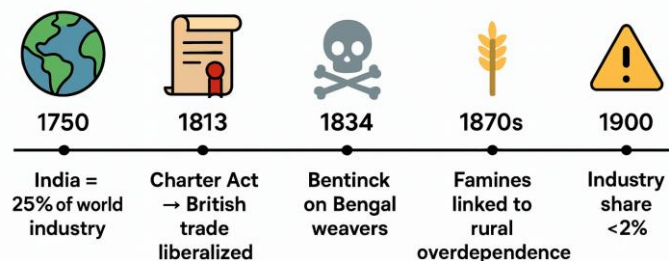 1750
India =
25% of world
industry
1813
Charter Act
→ British
trade
liberalized
1834
Bentinck
on Bengal
weavers
1870s
Famines
linked to
rural
overdependence
1900
Industry
share
<2%